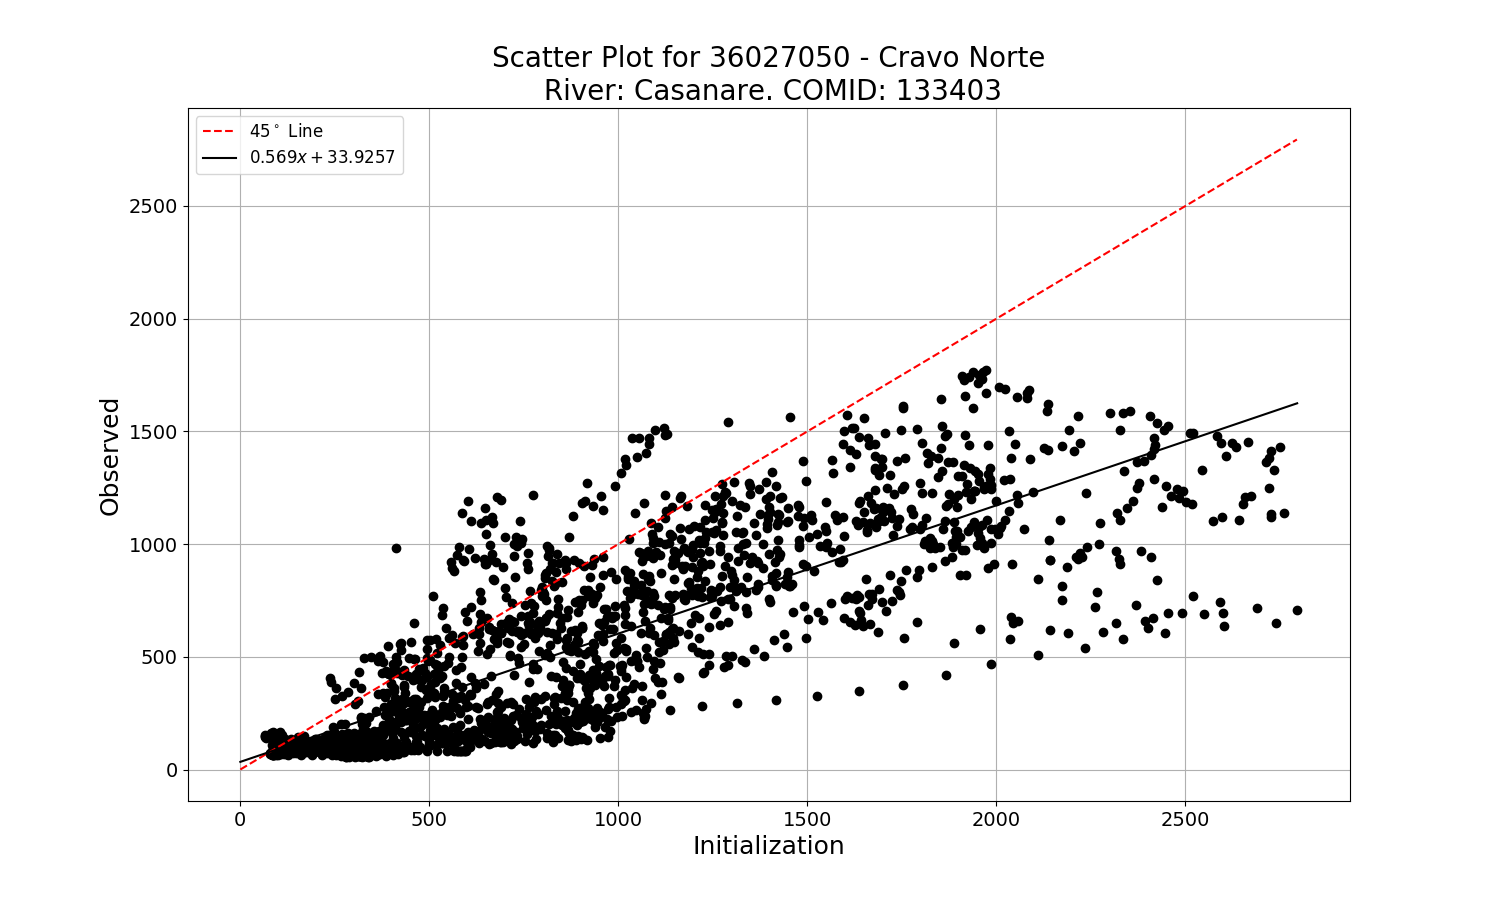 Scatter Plot for 36027050 - Cravo Norte
River: Casanare. COMID: 133403
45° Line
0.569x + 33.9257
Observed
2500
2000
1500
1000
500
0
0 500 1000 1500 2000 2500
Initialization